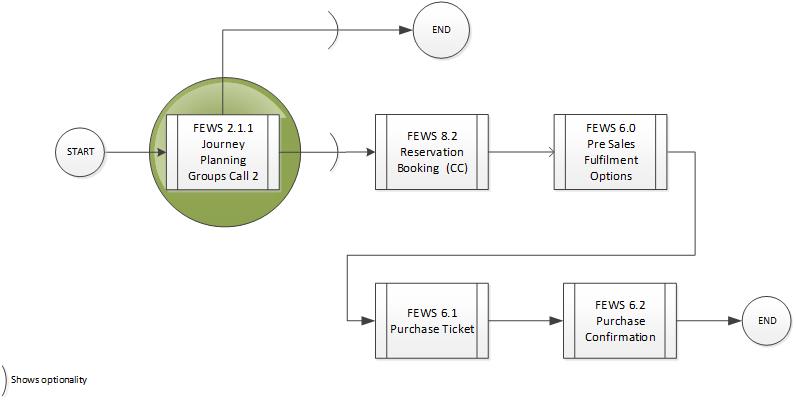 END
START
FEWS 2.1.1
Journey
Planning
Groups Call 2
FEWS 8.2
Reservation
Booking (CC)
FEWS 6.0
Pre Sales
Fulfilment
Options
FEWS 6.1
Purchase Ticket
FEWS 6.2
Purchase
Confirmation
END
Shows optionality